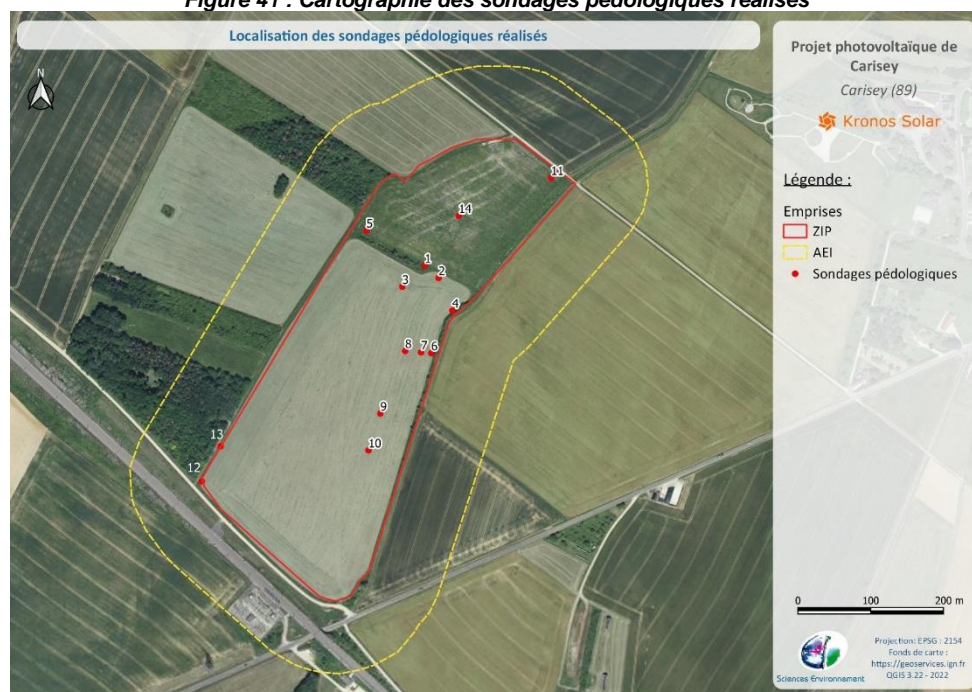 Figure 41 : Cartographie des sondages pédologiques réalisés
Localisation des sondages pédologiques réalisés
N
Projet photovoltaïque de
Carisey
Carisey (89)
Kronos Solar
Légende :
Emprises
ZIP
AEI
Sondages pédologiques
11
14
5
1
2
3
4
8
7
6
9
10
13
12
0
100
200 m
Sciences Environnement
Projection: EPSG : 2154
Fonds de carte :
https://geoservices.ign.fr
QGIS 3.22 - 2022